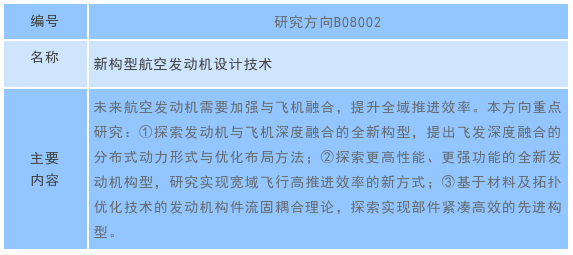 编号
研究方向B08002
名称
新构型航空发动机设计技术
主要
内容
未来航空发动机需要加强与飞机融合，提升全域推进效率。本方向重点
研究：①探索发动机与飞机深度融合的全新构型，提出飞发深度融合的
分布式动力形式与优化布局方法；②探索更高性能、更强功能的全新发
动机构型，研究实现宽域飞行高推进效率的新方式；③基于材料及拓扑
优化技术的发动机构件流固耦合理论，探索实现部件紧凑高效的先进构
型。